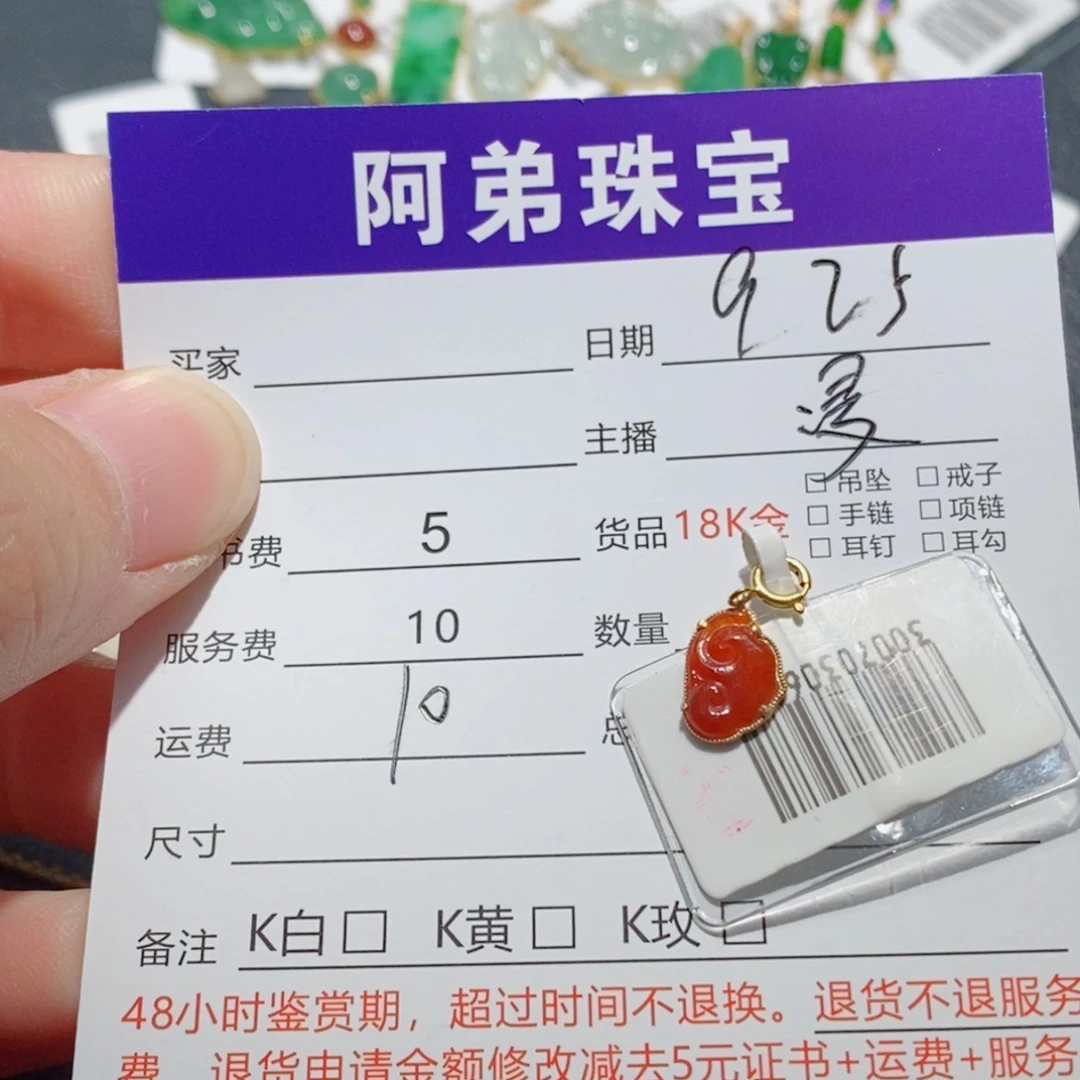 阿弟珠宝
买家
日期 9 25
主播
书费 5
货品 18K金
吊坠 戒子
手链 项链
耳钉 耳勾
服务费 10
数量
运费 10
尺寸
备注 K白 K黄 K玫
48小时鉴赏期，超过时间不退换。退货不退服务
费 退货申请金额修改减去5元证书+运费+服务